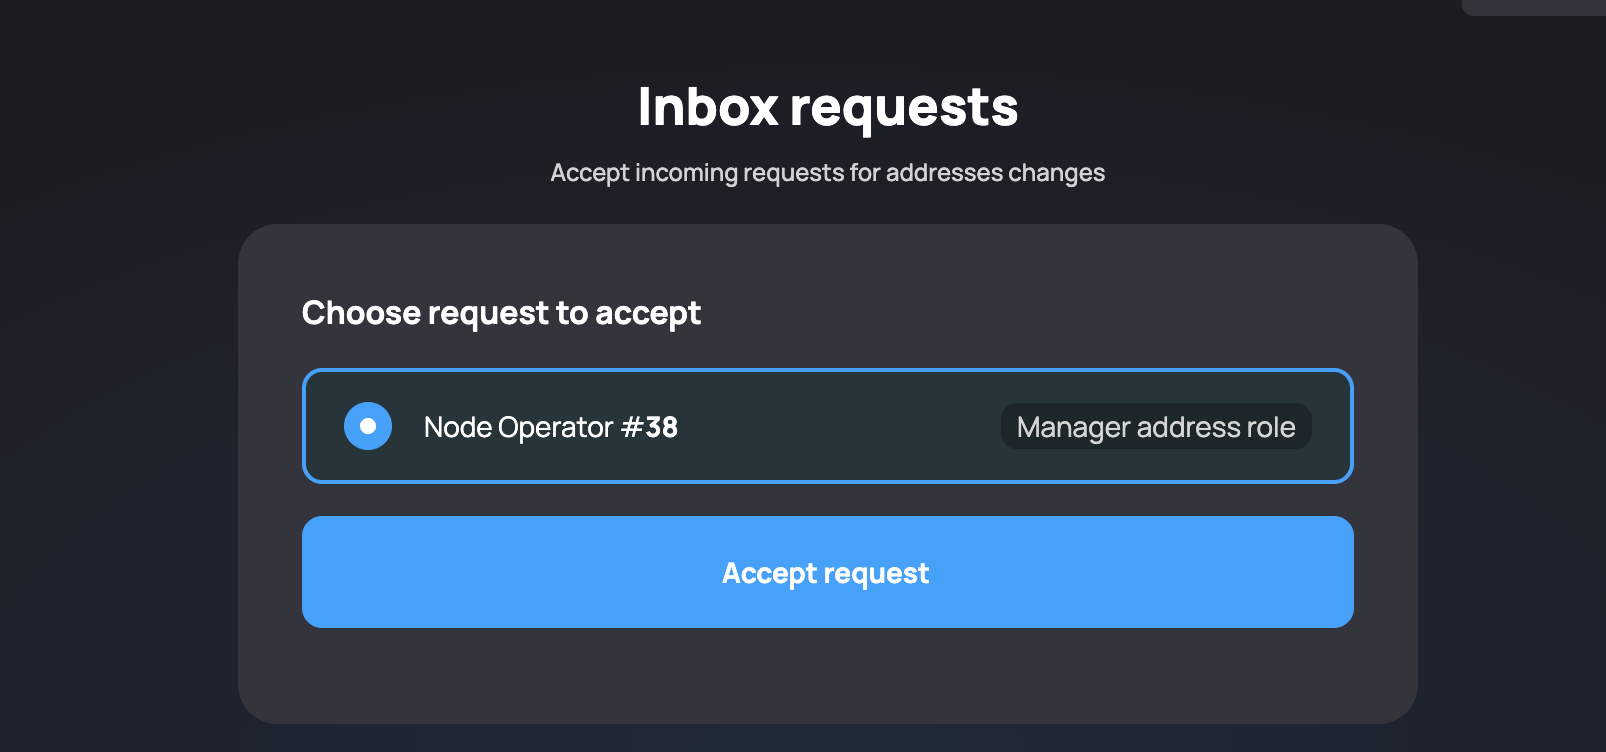 Inbox requests
Accept incoming requests for addresses changes
Choose request to accept
Node Operator #38
Manager address role
Accept request